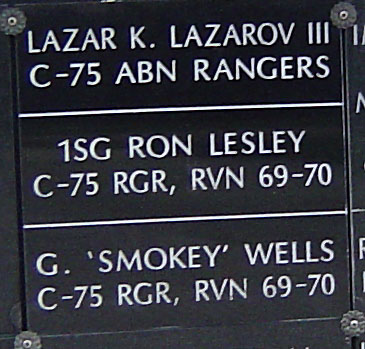 LAZAR K. LAZAROV III
C-75 ABN RANGERS
1SG RON LESLEY
C-75 RGR, RVN 69-70
G. 'SMOKEY' WELLS
C-75 RGR, RVN 69-70